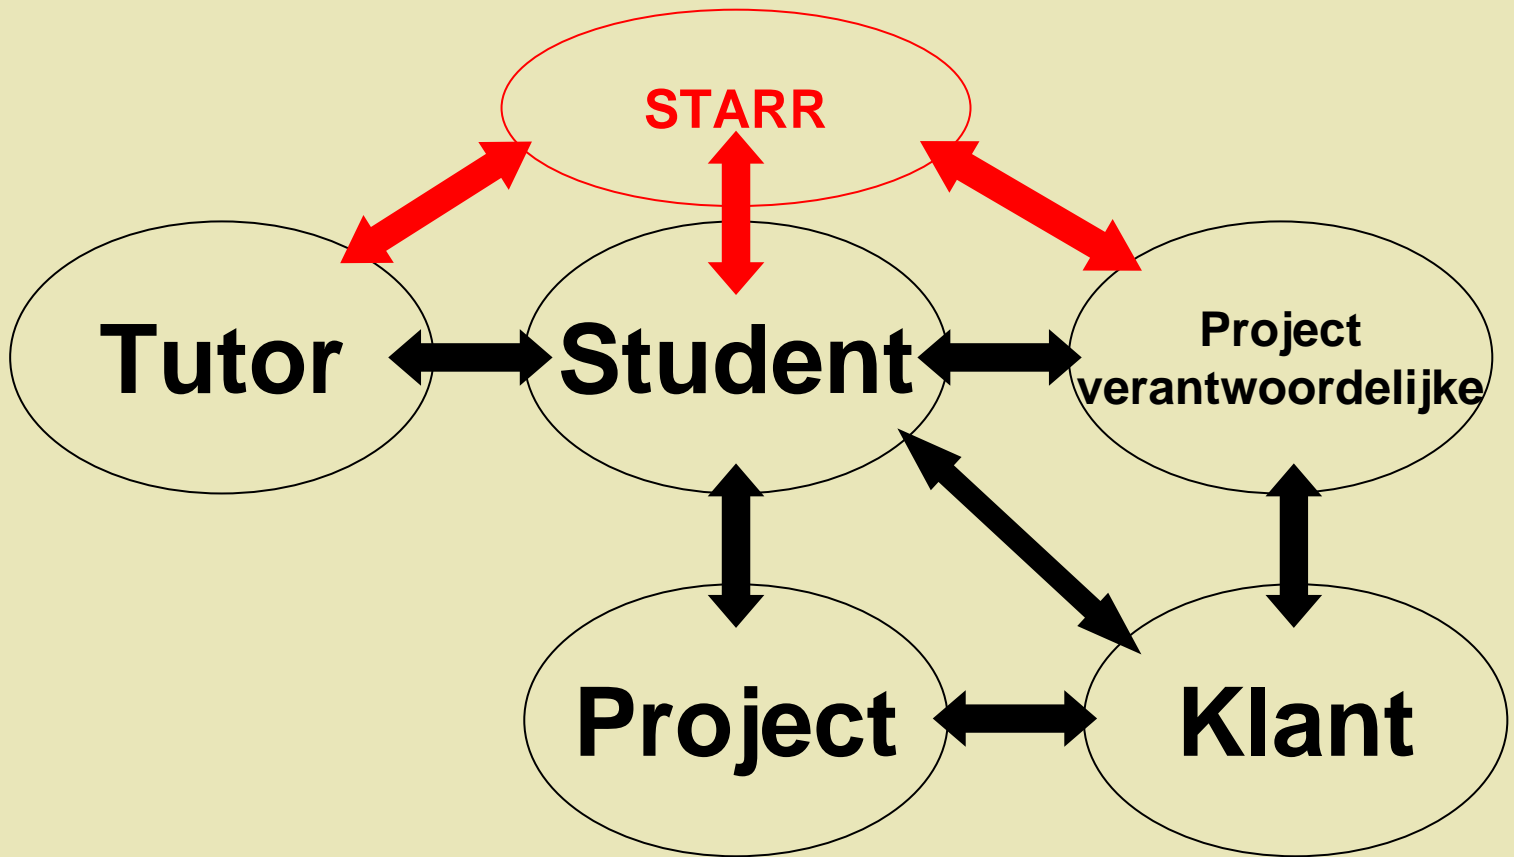 STARR
Tutor
Student
Project
verantwoordelijke
Project
Klant